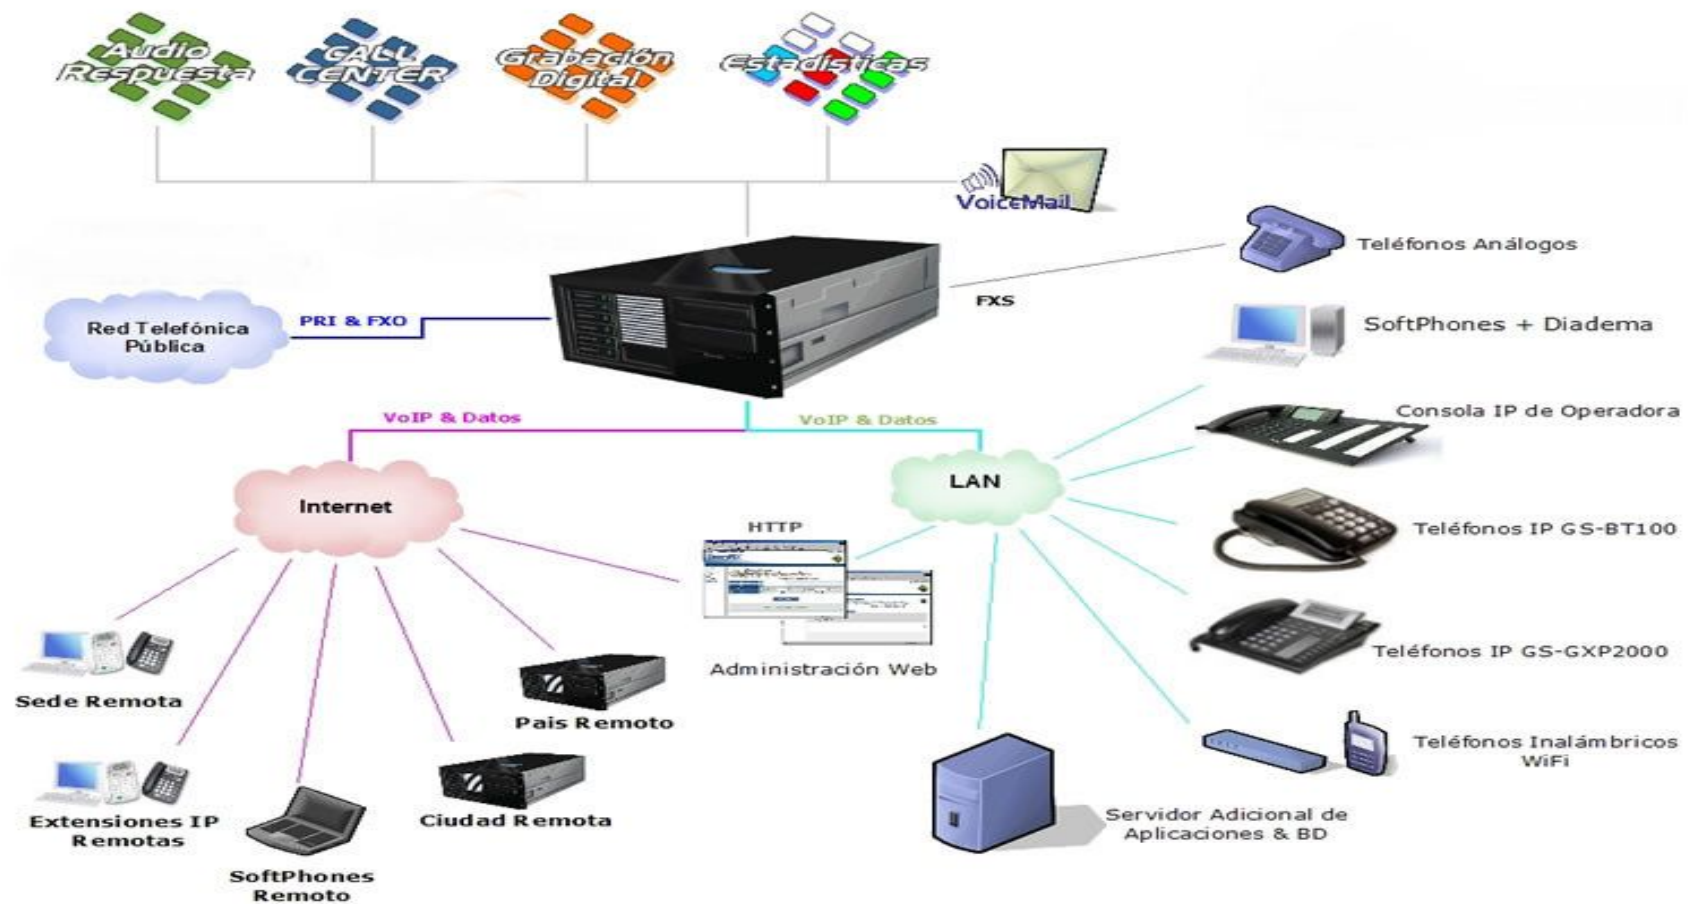 Audio
Respuesta
CALL
CENTER
Grabación
Digital
Estadísticas
VoiceMail
Teléfonos Análogos
FXS
SoftPhones + Diadema
Red Telefónica
Pública
PRI & FXO
Consola IP de Operadora
VoIP & Datos
VoIP & Datos
LAN
Internet
HTTP
Teléfonos IP GS-BT100
Administración Web
Teléfonos IP GS-GXP2000
Sede Remota
Pais Remoto
Teléfonos Inalámbricos
WiFi
Extensiones IP
Remotas
Ciudad Remota
Servidor Adicional de
Aplicaciones & BD
SoftPhones
Remoto